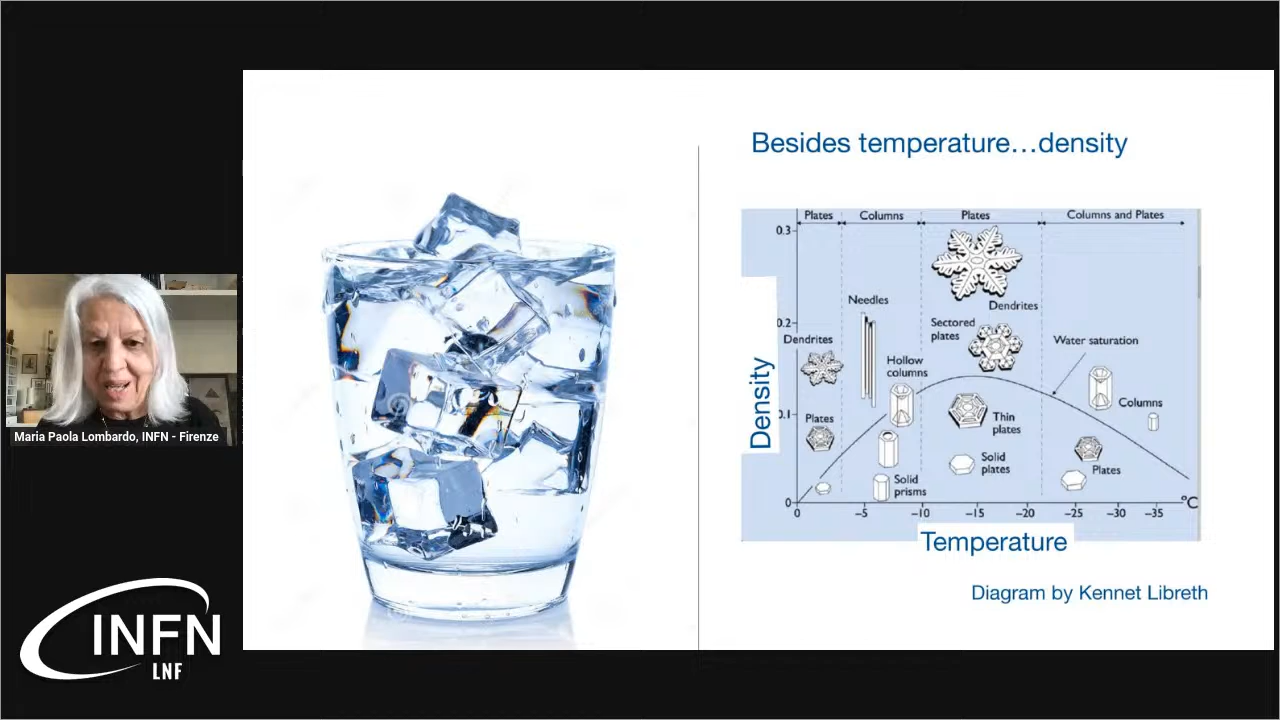 Besides temperature...density
Plates
Columns
Plates
Columns and Plates
0.3
0.2
0.1
0
Density
Needles
Dendrites
Sectored
plates
Dendrites
Hollow
columns
Water saturation
Plates
Thin
plates
Columns
Solid
prisms
Solid
plates
Plates
0
-5
-10
-15
-20
-25
-30
-35
°C
Temperature
Diagram by Kennet Libreth
Maria Paola Lombardo, INFN - Firenze
INFN
LNF